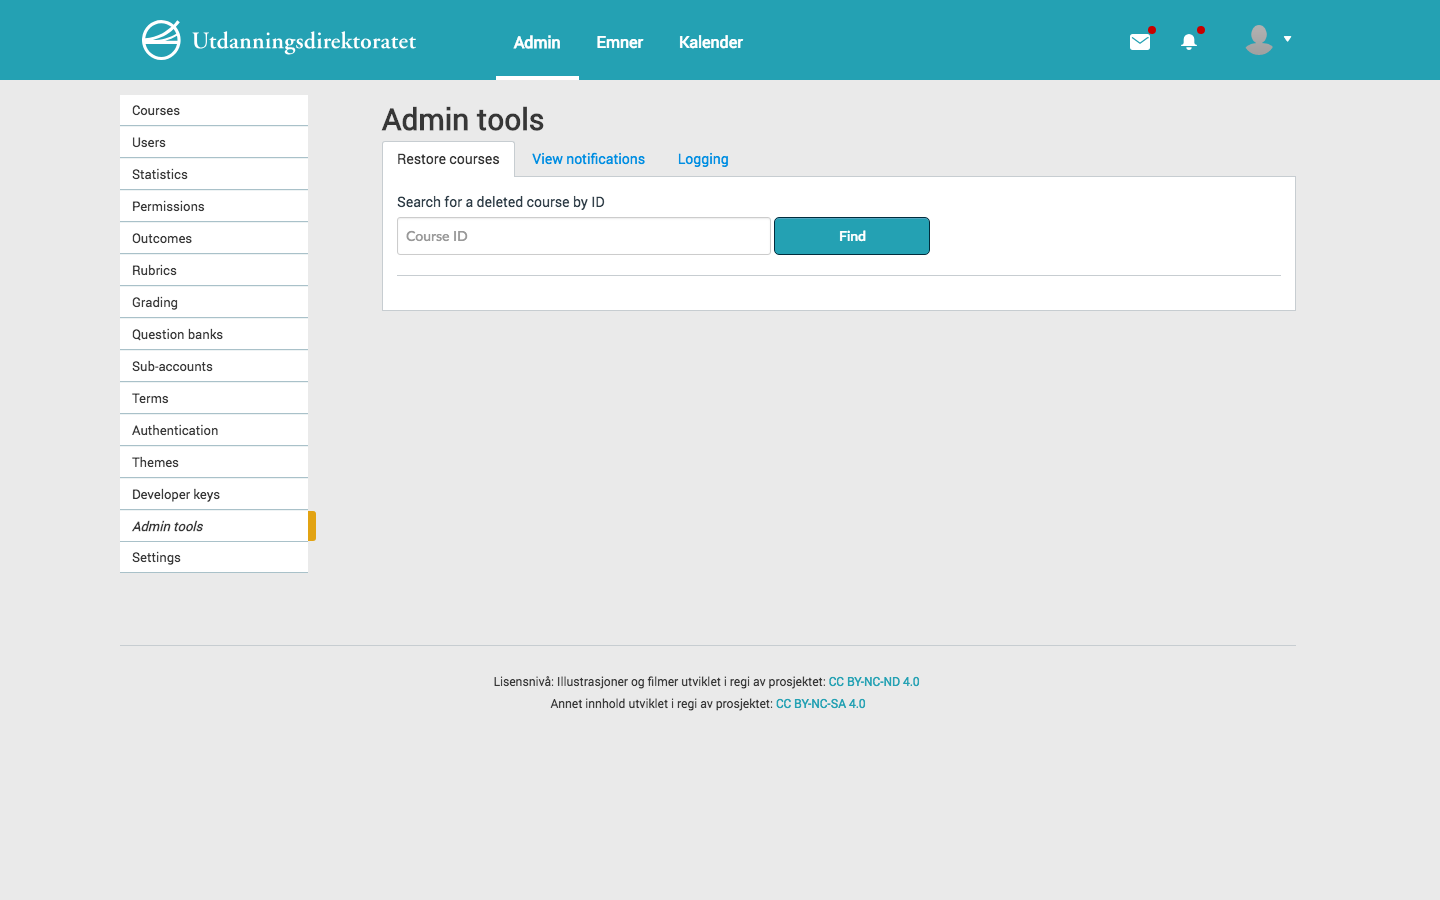 Utdanningsdirektoratet
Admin
Emner
Kalender
Courses
Users
Statistics
Permissions
Outcomes
Rubrics
Grading
Question banks
Sub-accounts
Terms
Authentication
Themes
Developer keys
Admin tools
Settings
Admin tools
Restore courses
View notifications
Logging
Search for a deleted course by ID
Course ID
Find
Lisensnivå: Illustrasjoner og filmer utviklet i regi av prosjektet: CC BY-NC-ND 4.0
Annet innhold utviklet i regi av prosjektet: CC BY-NC-SA 4.0